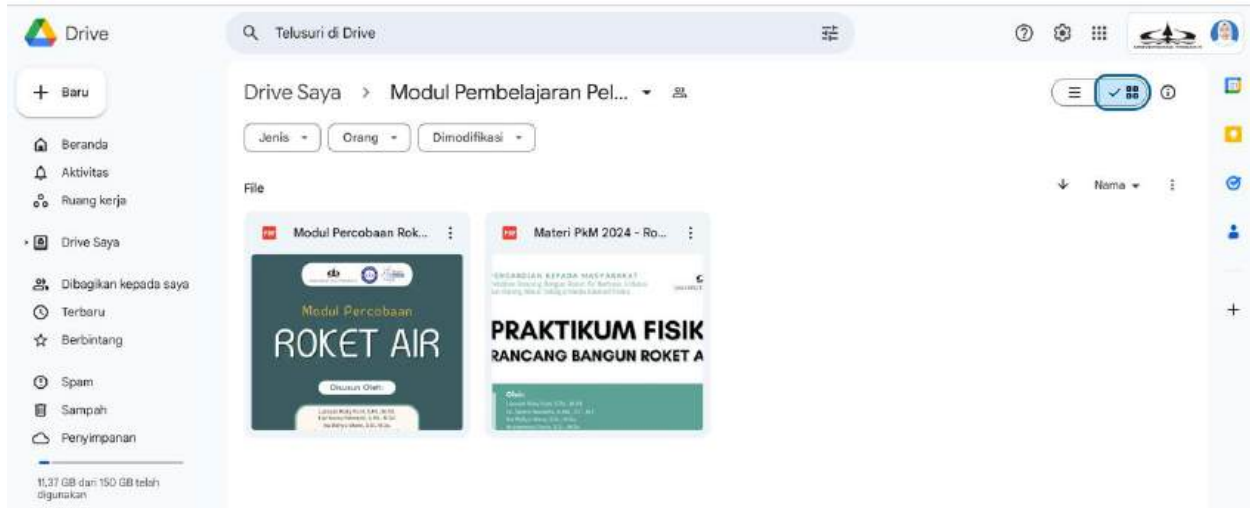 Drive
Telusuri di Drive
Baru
Drive Saya > Modul Pembelajaran Pel...
Jenis
Orang
Dimodifikasi
Beranda
Aktivitas
Ruang kerja
Drive Saya
Dibagikan kepada saya
Terbaru
Berbintang
Spam
Sampah
Penyimpanan
11,37 GB dari 150 GB telah
digunakan
File
Nama
PDF
Modul Percobaan Rok...
Modul Percobaan
ROKET AIR
Disusun Oleh:
PDF
Materi PkM 2024 - Ro...
PENGABDIAN KEPADA MASYARAKAT
PRAKTIKUM FISIK
RANCANG BANGUN ROKET A
Oleh: